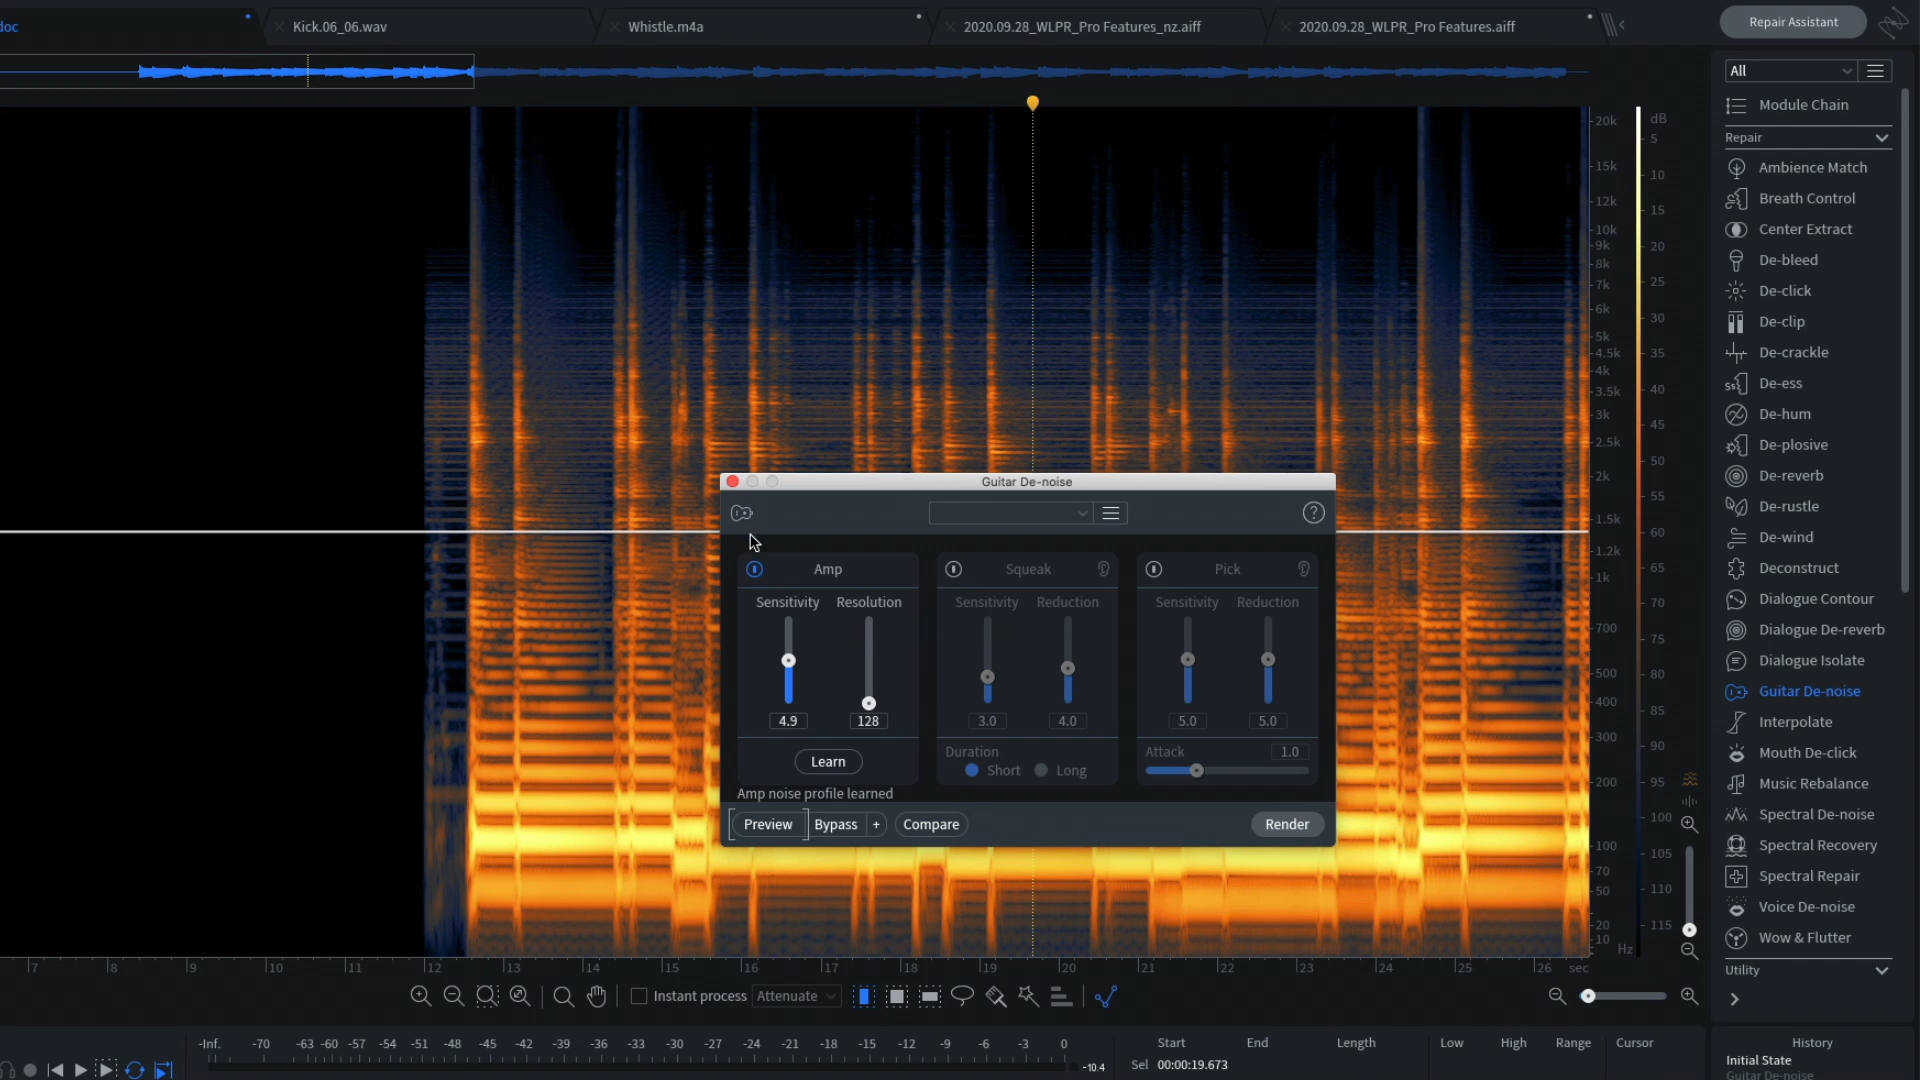 doc
Kick.06_06.wav
Whistle.m4a
2020.09.28_WLPR_Pro Features_nz.aiff
2020.09.28_WLPR_Pro Features.aiff
Repair Assistant
All
Module Chain
Repair
Ambience Match
Breath Control
Center Extract
De-bleed
De-click
De-clip
De-crackle
De-ess
De-hum
De-plosive
De-reverb
De-rustle
De-wind
Deconstruct
Dialogue Contour
Dialogue De-reverb
Dialogue Isolate
Guitar De-noise
Interpolate
Mouth De-click
Music Rebalance
Spectral De-noise
Spectral Recovery
Spectral Repair
Voice De-noise
Wow & Flutter
Utility
20k
15k
12k
10k
9k
8k
7k
6k
5k
4.5k
4k
3.5k
3k
2.5k
2k
1.5k
1.2k
1k
700
500
400
300
200
100
70
50
20
10
Hz
dB
5
10
15
20
25
30
35
40
45
50
55
60
65
70
75
80
85
90
95
100
105
110
115
Guitar De-noise
?
Amp
Squeak
Pick
Sensitivity Resolution
Sensitivity Reduction
Sensitivity Reduction
4.9 128
3.0 4.0
5.0 5.0
Learn
Duration
Short Long
Attack 1.0
Amp noise profile learned
Preview Bypass + Compare Render
7 8 9 10 11 12 13 14 15 16 17 18 19 20 21 22 23 24 25 26 sec
Instant process Attenuate
-Inf. -70 -63 -60 -57 -54 -51 -48 -45 -42 -39 -36 -33 -30 -27 -24 -21 -18 -15 -12 -9 -6 -3 0
-10.4
Start End Length Low High Range Cursor
Sel 00:00:19.673
History
Initial State
Guitar De-noise